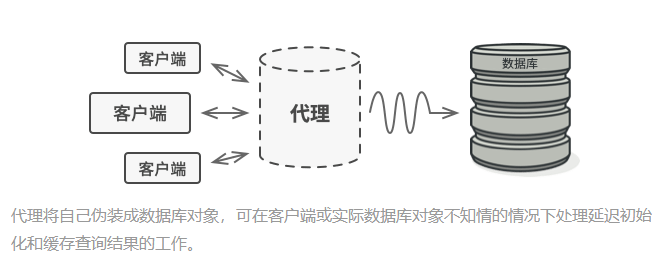 客户端
客户端
客户端
代理
数据库
代理将自己伪装成数据库对象，可在客户端或实际数据库对象不知情的情况下处理延迟初始
化和缓存查询结果的工作。